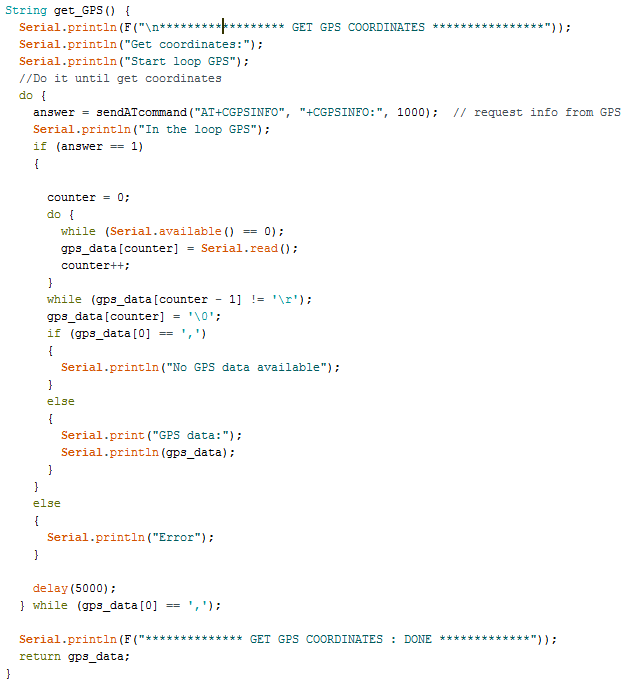 String get_GPS() {
  Serial.println(F("\n****************** GET GPS COORDINATES ****************"));
  Serial.println("Get coordinates:");
  Serial.println("Start loop GPS");
  //Do it until get coordinates
  do {
    answer = sendATcommand("AT+CGPSINFO", "+CGPSINFO:", 1000);  // request info from GPS
    Serial.println("In the loop GPS");
    if (answer == 1)
    {

      counter = 0;
      do {
        while (Serial.available() == 0);
        gps_data[counter] = Serial.read();
        counter++;
      }
      while (gps_data[counter - 1] != '\r');
      gps_data[counter] = '\0';
      if (gps_data[0] == ',')
      {
        Serial.println("No GPS data available");
      }
      else
      {
        Serial.print("GPS data:");
        Serial.println(gps_data);
      }
    }
    else
    {
      Serial.println("Error");
    }

    delay(5000);
  } while (gps_data[0] == ',');

  Serial.println(F("************** GET GPS COORDINATES : DONE *************"));
  return gps_data;
}